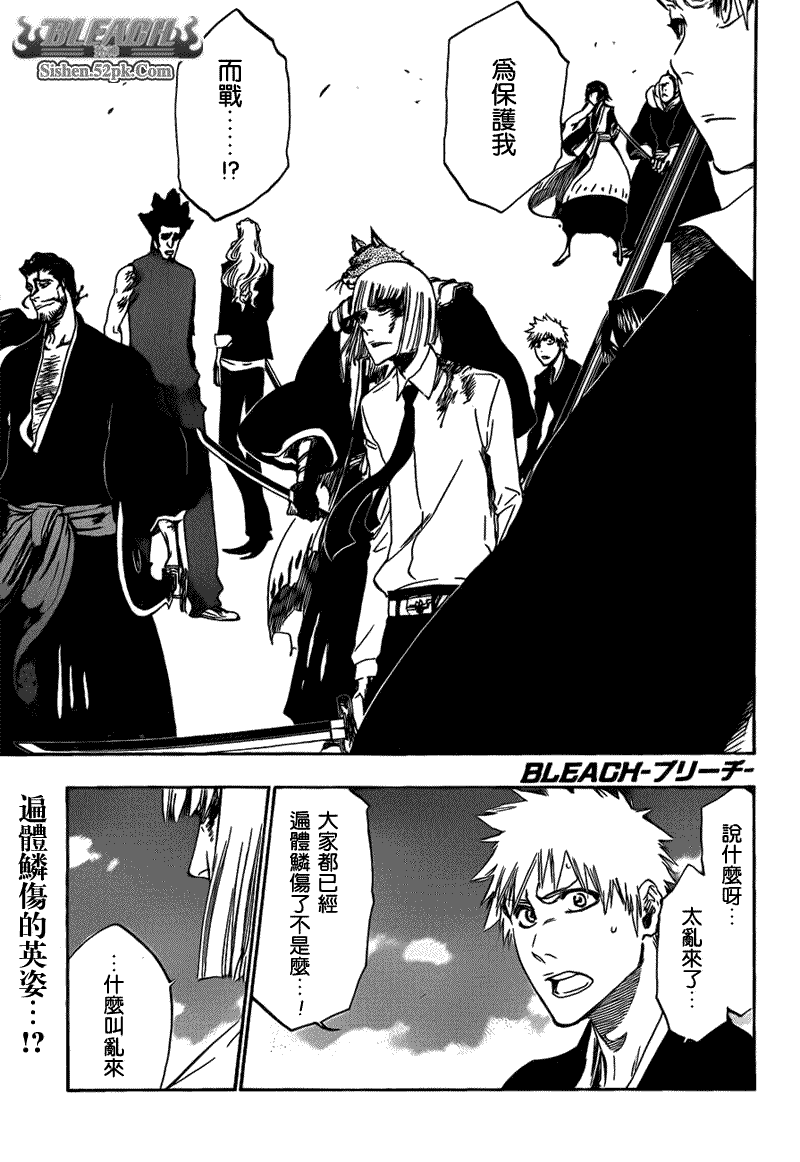 BLEACH
Sishen.52pk.Com
為保護我
而戰……!?
BLEACH-ブリーチ-
說什麼呀…
太亂來了…
大家都已經
遍體鱗傷了不是麼…!
…什麼叫亂來
遍體鱗傷的英姿…!?